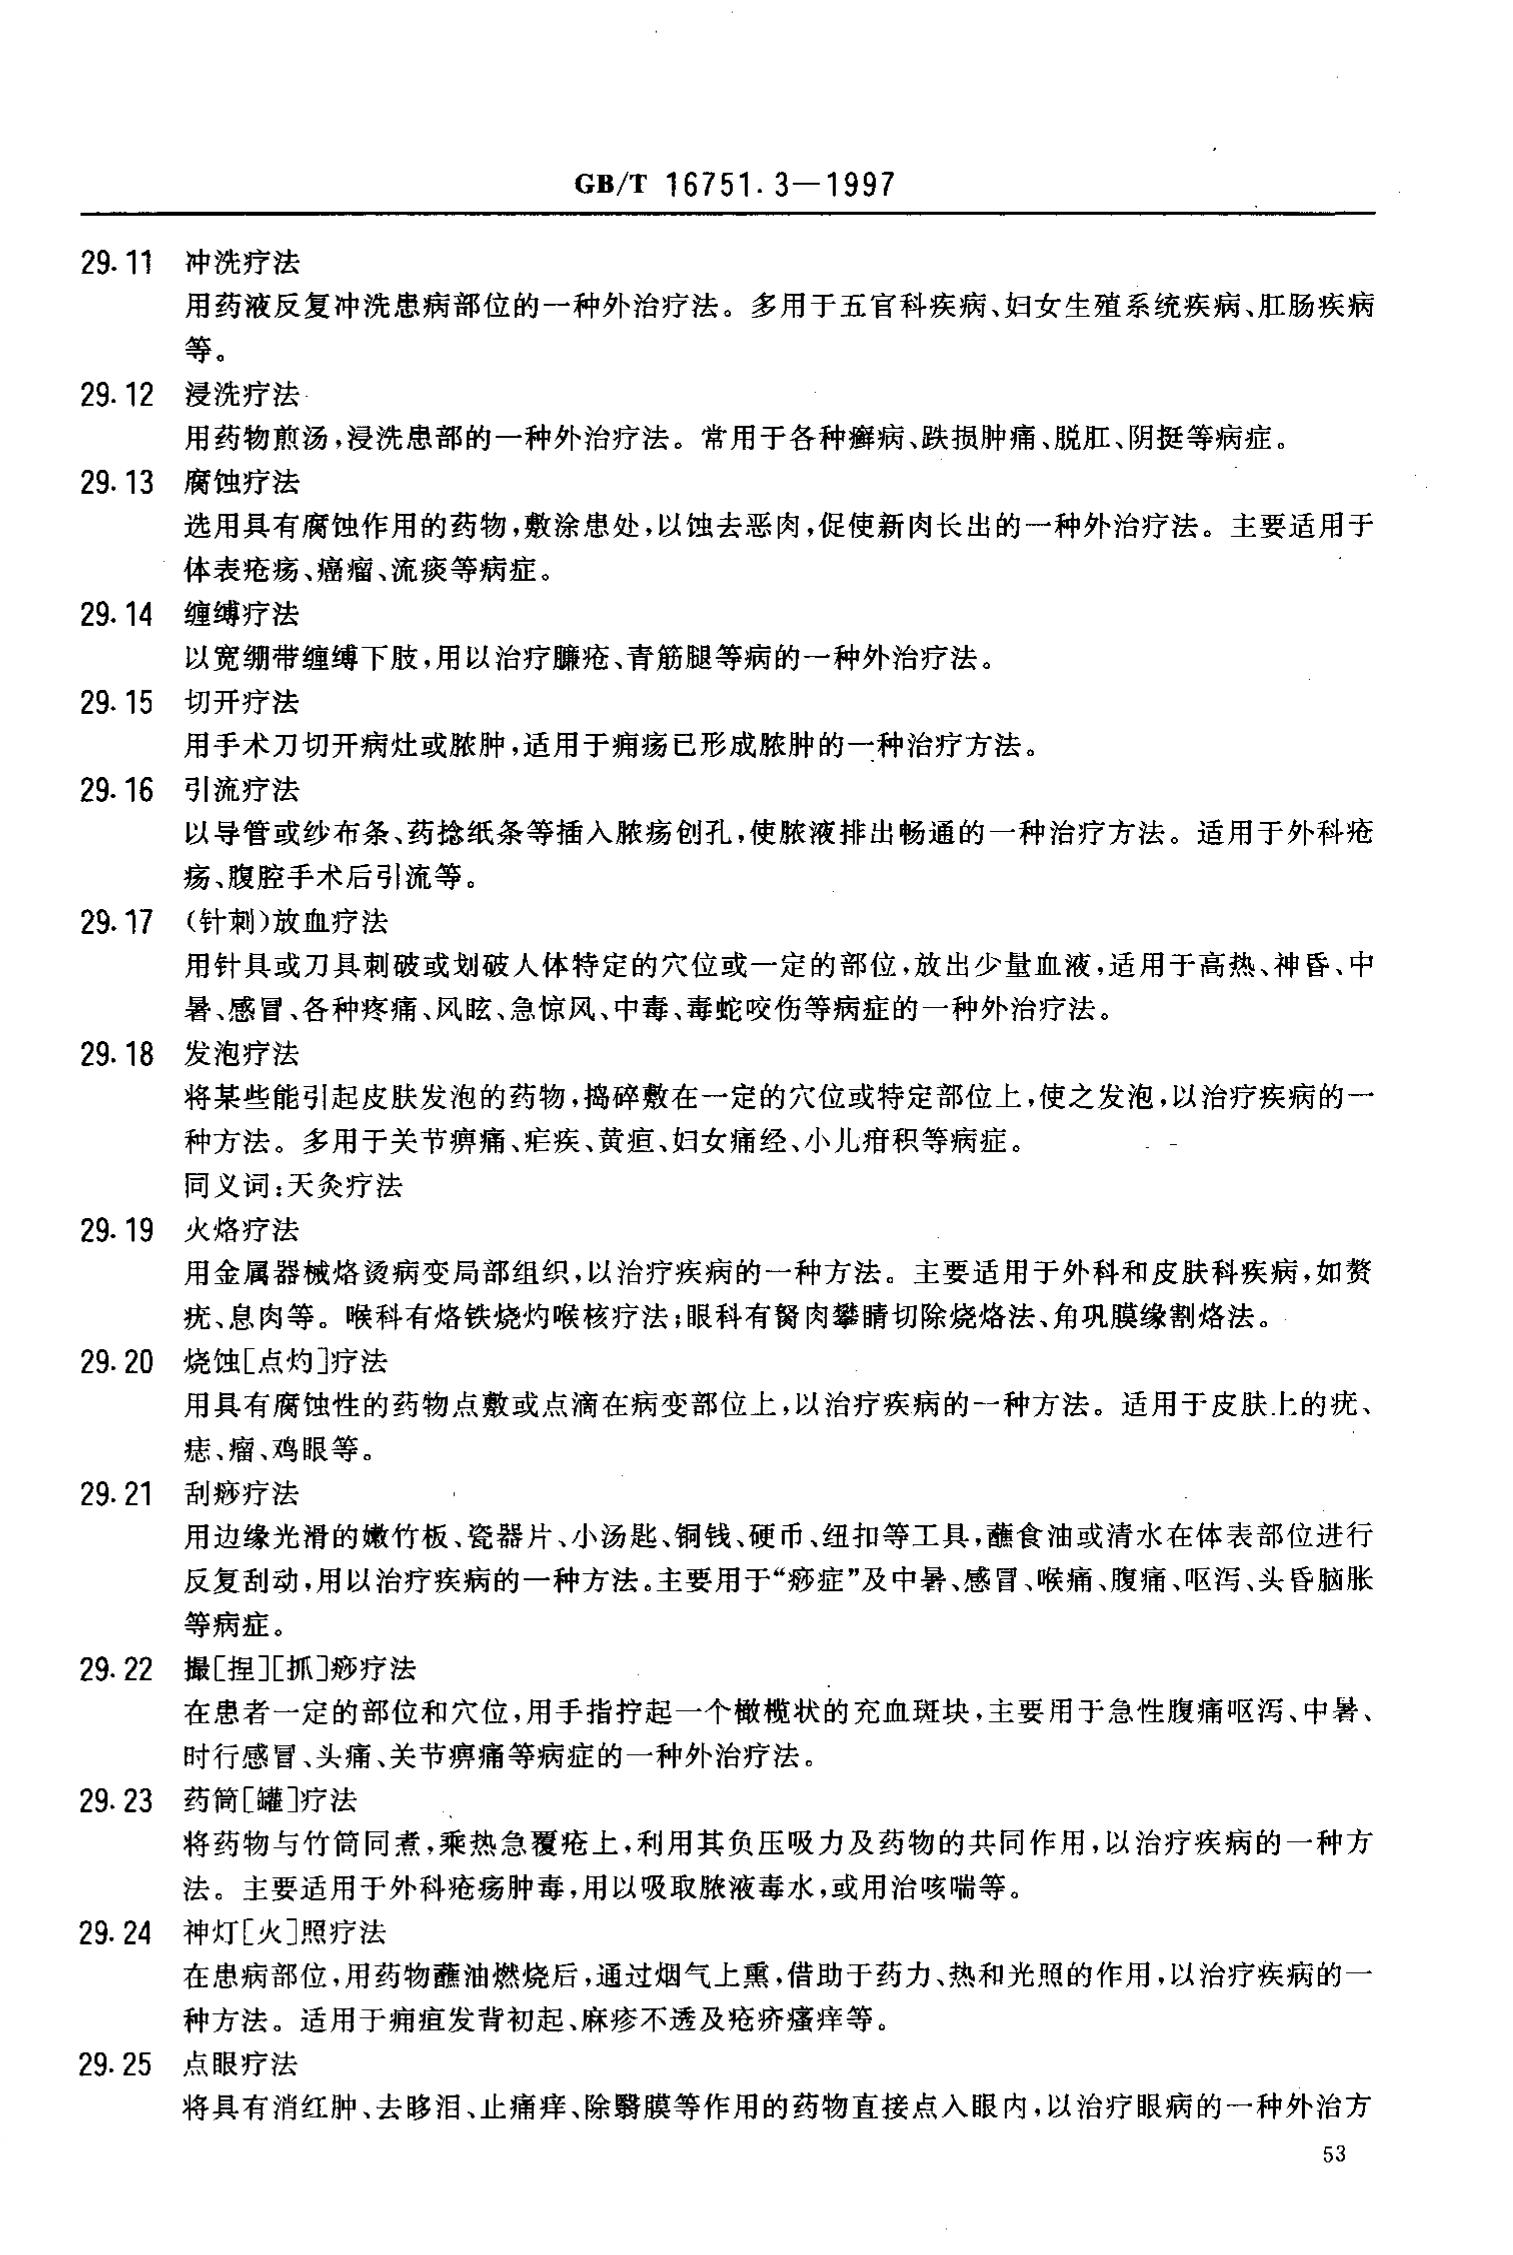 GB/T 16751.3—1997
29.11 冲洗疗法
用药液反复冲洗患病部位的一种外治疗法。多用于五官科疾病、妇女生殖系统疾病、肛肠疾病
等。
29.12 浸洗疗法
用药物煎汤,浸洗患部的一种外治疗法。常用于各种癣病、跌损肿痛、脱肛、阴挺等病症。
29.13 腐蚀疗法
选用具有腐蚀作用的药物,敷涂患处,以蚀去恶肉,促使新肉长出的一种外治疗法。主要适用于
体表疮疡、癌瘤、流痰等病症。
29.14 缠缚疗法
以宽绷带缠缚下肢,用以治疗臁疮、青筋腿等病的一种外治疗法。
29.15 切开疗法
用手术刀切开病灶或脓肿,适用于痈疡已形成脓肿的一种治疗方法。
29.16 引流疗法
以导管或纱布条、药捻纸条等插入脓疡创孔,使脓液排出畅通的一种治疗方法。适用于外科疮
疡、腹腔手术后引流等。
29.17 (针刺)放血疗法
用针具或刀具刺破或划破人体特定的穴位或一定的部位,放出少量血液,适用于高热、神昏、中
暑、感冒、各种疼痛、风眩、急惊风、中毒、毒蛇咬伤等病症的一种外治疗法。
29.18 发泡疗法
将某些能引起皮肤发泡的药物,捣碎敷在一定的穴位或特定部位上,使之发泡,以治疗疾病的一
种方法。多用于关节痹痛、疟疾、黄疸、妇女痛经、小儿疳积等病症。
同义词:天灸疗法
29.19 火烙疗法
用金属器械烙烫病变局部组织,以治疗疾病的一种方法。主要适用于外科和皮肤科疾病,如赘
疣、息肉等。喉科有烙铁烧灼喉核疗法;眼科有胬肉攀睛切除烧烙法、角巩膜缘割烙法。
29.20 烧蚀[点灼]疗法
用具有腐蚀性的药物点敷或点滴在病变部位上,以治疗疾病的一种方法。适用于皮肤上的疣、
痣、瘤、鸡眼等。
29.21 刮痧疗法
用边缘光滑的嫩竹板、瓷器片、小汤匙、铜钱、硬币、纽扣等工具,蘸食油或清水在体表部位进行
反复刮动,用以治疗疾病的一种方法。主要用于“痧症”及中暑、感冒、喉痛、腹痛、呕泻、头昏脑胀
等病症。
29.22 撮[捏][抓]痧疗法
在患者一定的部位和穴位,用手指拧起一个橄榄状的充血斑块,主要用于急性腹痛呕泻、中暑、
时行感冒、头痛、关节痹痛等病症的一种外治疗法。
29.23 药筒[罐]疗法
将药物与竹筒同煮,乘热急覆疮上,利用其负压吸力及药物的共同作用,以治疗疾病的一种方
法。主要适用于外科疮疡肿毒,用以吸取脓液毒水,或用治咳喘等。
29.24 神灯[火]照疗法
在患病部位,用药物蘸油燃烧后,通过烟气上熏,借助于药力、热和光照的作用,以治疗疾病的一
种方法。适用于痈疽发背初起、麻疹不透及疮疥瘙痒等。
29.25 点眼疗法
将具有消红肿、去眵泪、止痛痒、除翳膜等作用的药物直接点入眼内,以治疗眼病的一种外治方
53